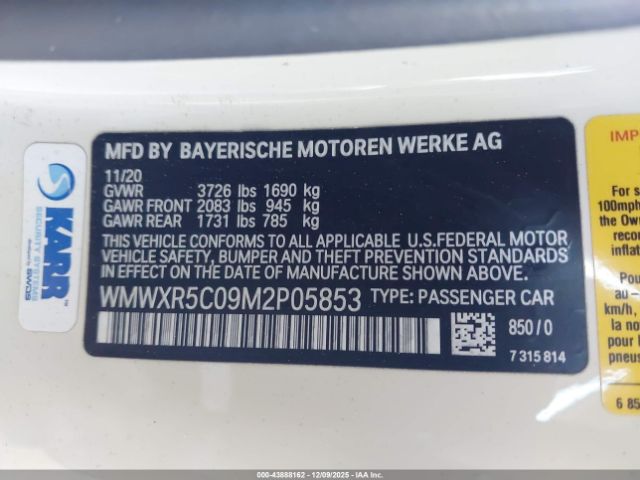 MFD BY BAYERISCHE MOTOREN WERKE AG
11/20
GVWR 3726 lbs 1690 kg
GAWR FRONT 2083 lbs 945 kg
GAWR REAR 1731 lbs 785 kg
THIS VEHICLE CONFORMS TO ALL APPLICABLE U.S.FEDERAL MOTOR
VEHICLE SAFETY, BUMPER AND THEFT PREVENTION STANDARDS
IN EFFECT ON THE DATE OF MANUFACTURE SHOWN ABOVE.
WMWXR5C09M2P05853 TYPE: PASSENGER CAR
850/0
7 315 814
KARR
SECURITY SYSTEMS
IMP
For s
100mph
the Own
reco
inflat
Pou
au
km/h,
la no
pour l
pneus
6 85
000-43888162 - 12/09/2025 - IAAI, Inc.